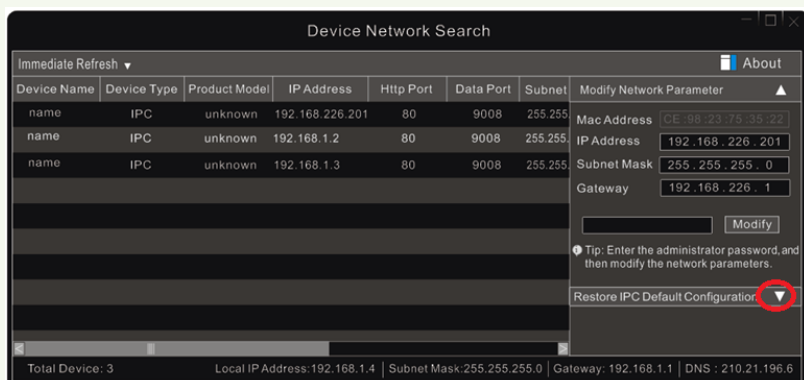 Device Network Search
Immediate Refresh
About
Device Name Device Type Product Model IP Address Http Port Data Port Subnet
name IPC unknown 192.168.226.201 80 9008 255.255.
name IPC unknown 192.168.1.2 80 9008 255.255.
name IPC unknown 192.168.1.3 80 9008 255.255.
Modify Network Parameter
Mac Address CE:98:23:75:35:22
IP Address 192.168.226.201
Subnet Mask 255.255.255.0
Gateway 192.168.226.1
Modify
Tip: Enter the administrator password, and
then modify the network parameters.
Restore IPC Default Configuration
Total Device: 3 Local IP Address:192.168.1.4 Subnet Mask:255.255.255.0 Gateway: 192.168.1.1 DNS : 210.21.196.6